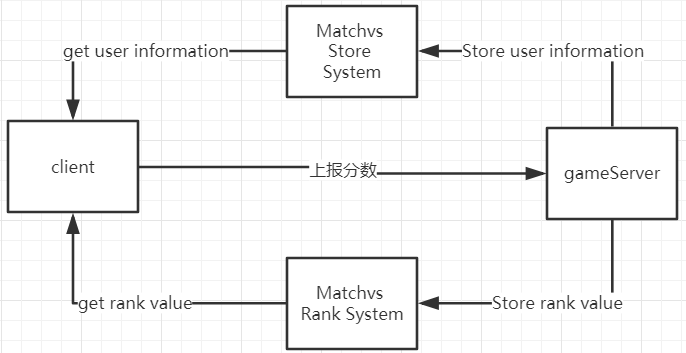 Matchvs
Store
System
get user information
Store user information
client
上报分数
gameServer
Matchvs
Rank System
get rank value
Store rank value